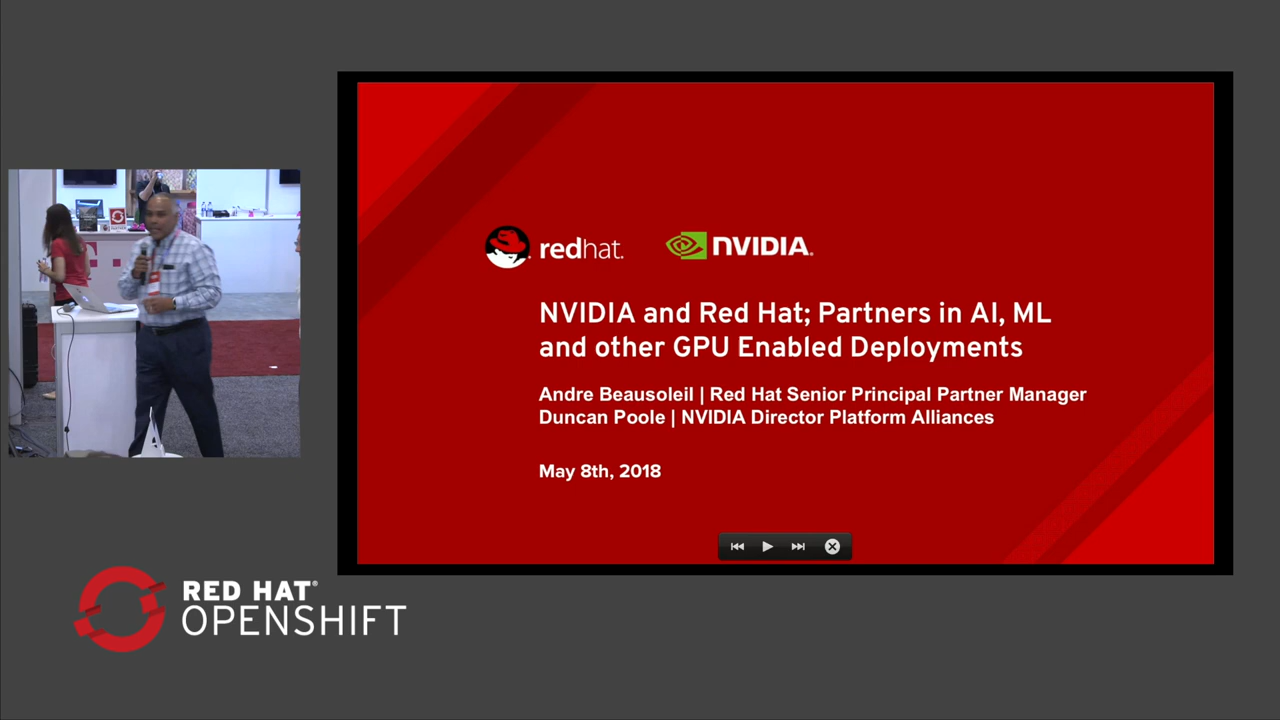 redhat.
NVIDIA.
NVIDIA and Red Hat; Partners in AI, ML
and other GPU Enabled Deployments
Andre Beausoleil | Red Hat Senior Principal Partner Manager
Duncan Poole | NVIDIA Director Platform Alliances
May 8th, 2018
RED HAT®
OPENSHIFT